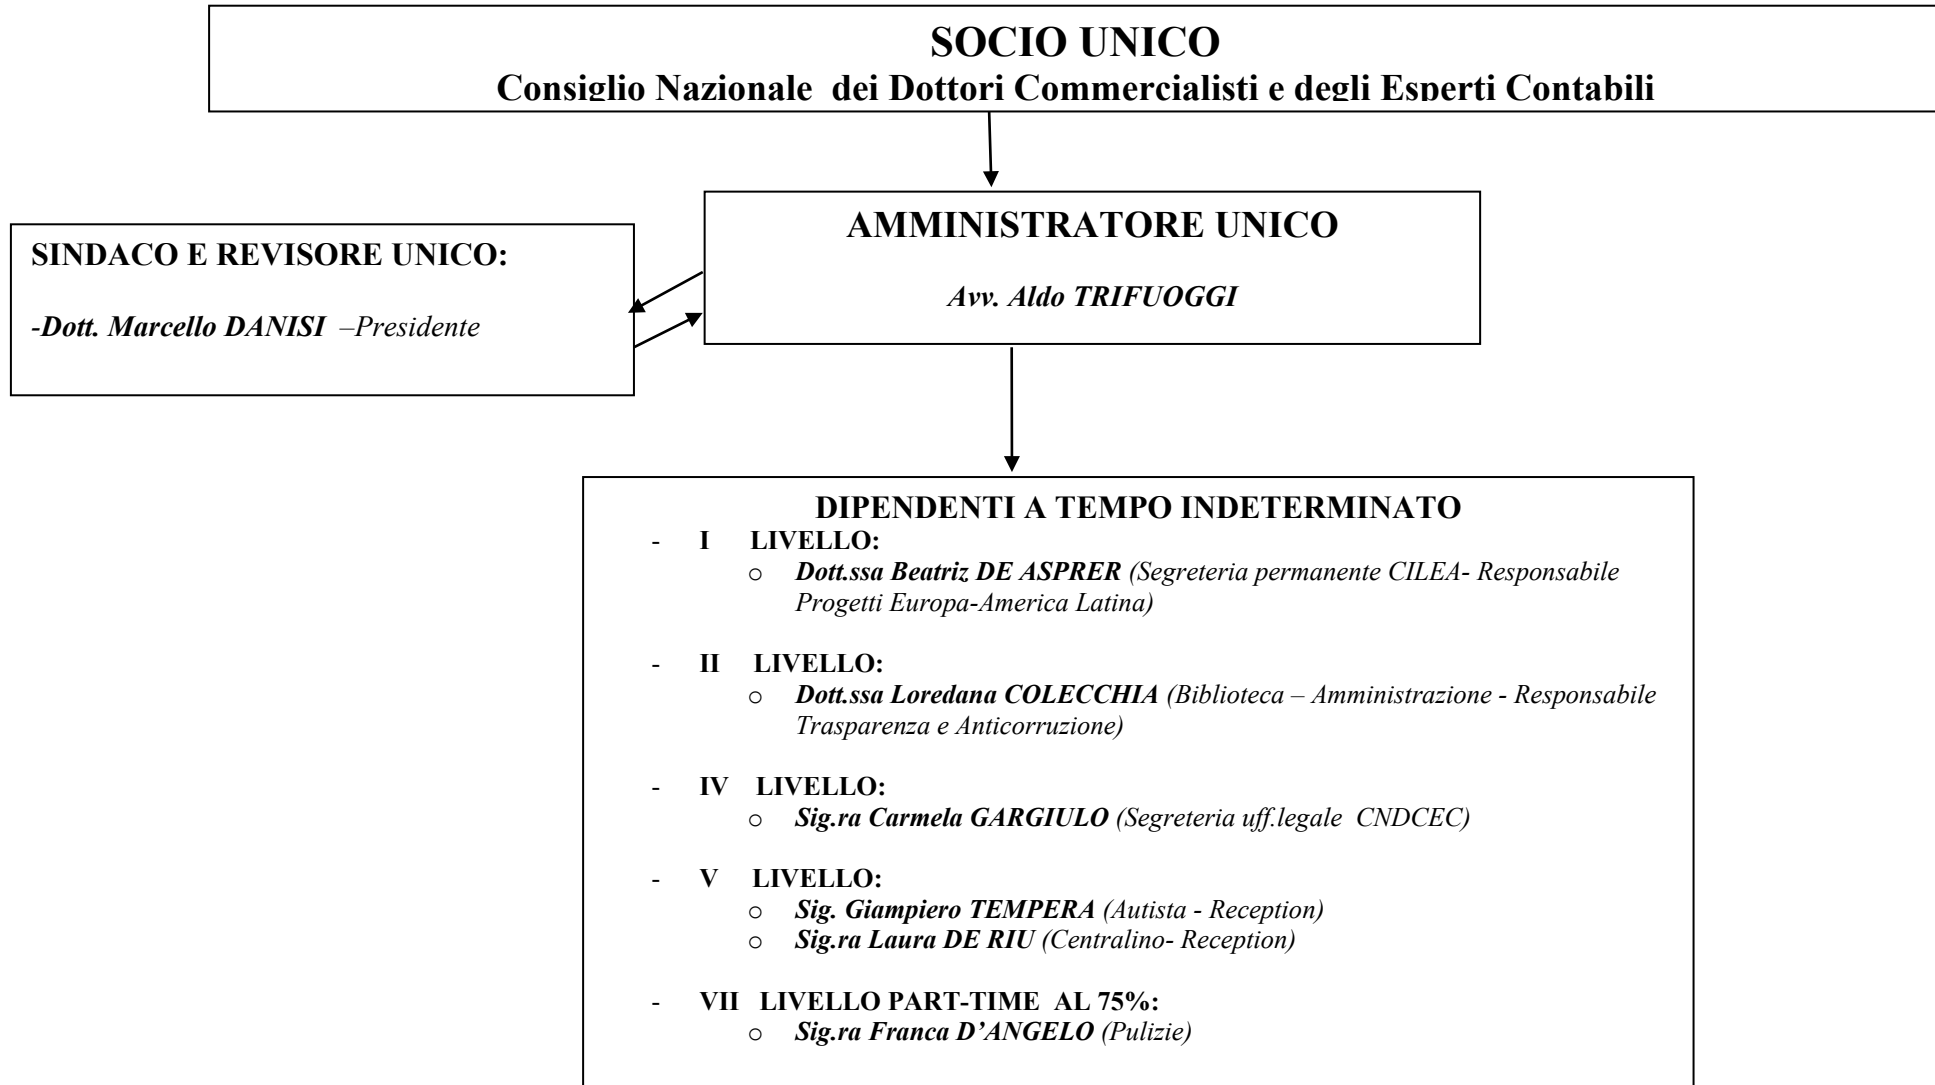 SOCIO UNICO
Consiglio Nazionale dei Dottori Commercialisti e degli Esperti Contabili
AMMINISTRATORE UNICO
Avv. Aldo TRIFUOGGI
SINDACO E REVISORE UNICO:
-Dott. Marcello DANISI –Presidente
DIPENDENTI A TEMPO INDETERMINATO
- I LIVELLO:
o Dott.ssa Beatriz DE ASPRER (Segreteria permanente CILEA- Responsabile
Progetti Europa-America Latina)
- II LIVELLO:
o Dott.ssa Loredana COLECCHIA (Biblioteca – Amministrazione - Responsabile
Trasparenza e Anticorruzione)
- IV LIVELLO:
o Sig.ra Carmela GARGIULO (Segreteria uff.legale CNDCEC)
- V LIVELLO:
o Sig. Giampiero TEMPERA (Autista - Reception)
o Sig.ra Laura DE RIU (Centralino- Reception)
- VII LIVELLO PART-TIME AL 75%:
o Sig.ra Franca D’ANGELO (Pulizie)